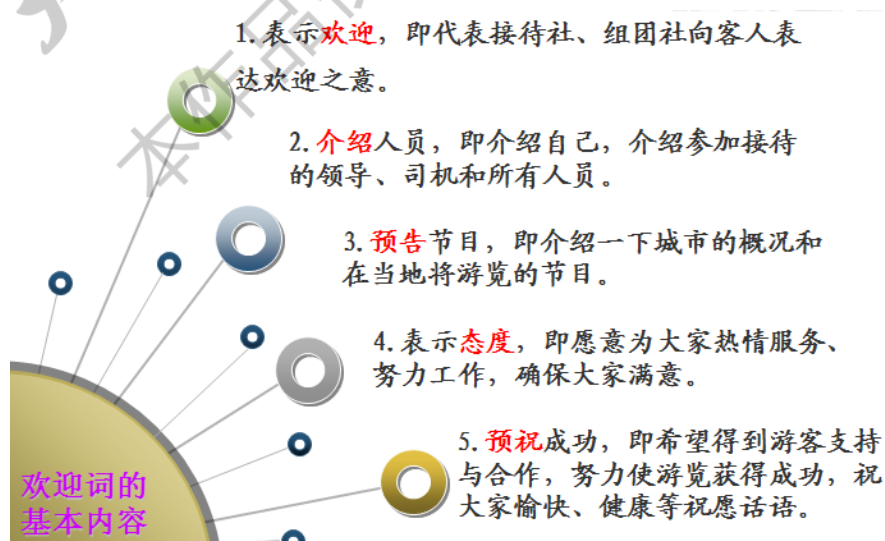 1.表示欢迎，即代表接待社、组团社向客人表
达欢迎之意。
2.介绍人员，即介绍自己，介绍参加接待
的领导、司机和所有人员。
3.预告节目，即介绍一下城市的概况和
在当地将游览的节目。
4.表示态度，即愿意为大家热情服务、
努力工作，确保大家满意。
5.预祝成功，即希望得到游客支持
与合作，努力使游览获得成功，祝
大家愉快、健康等祝愿话语。
欢迎词的
基本内容
本作品